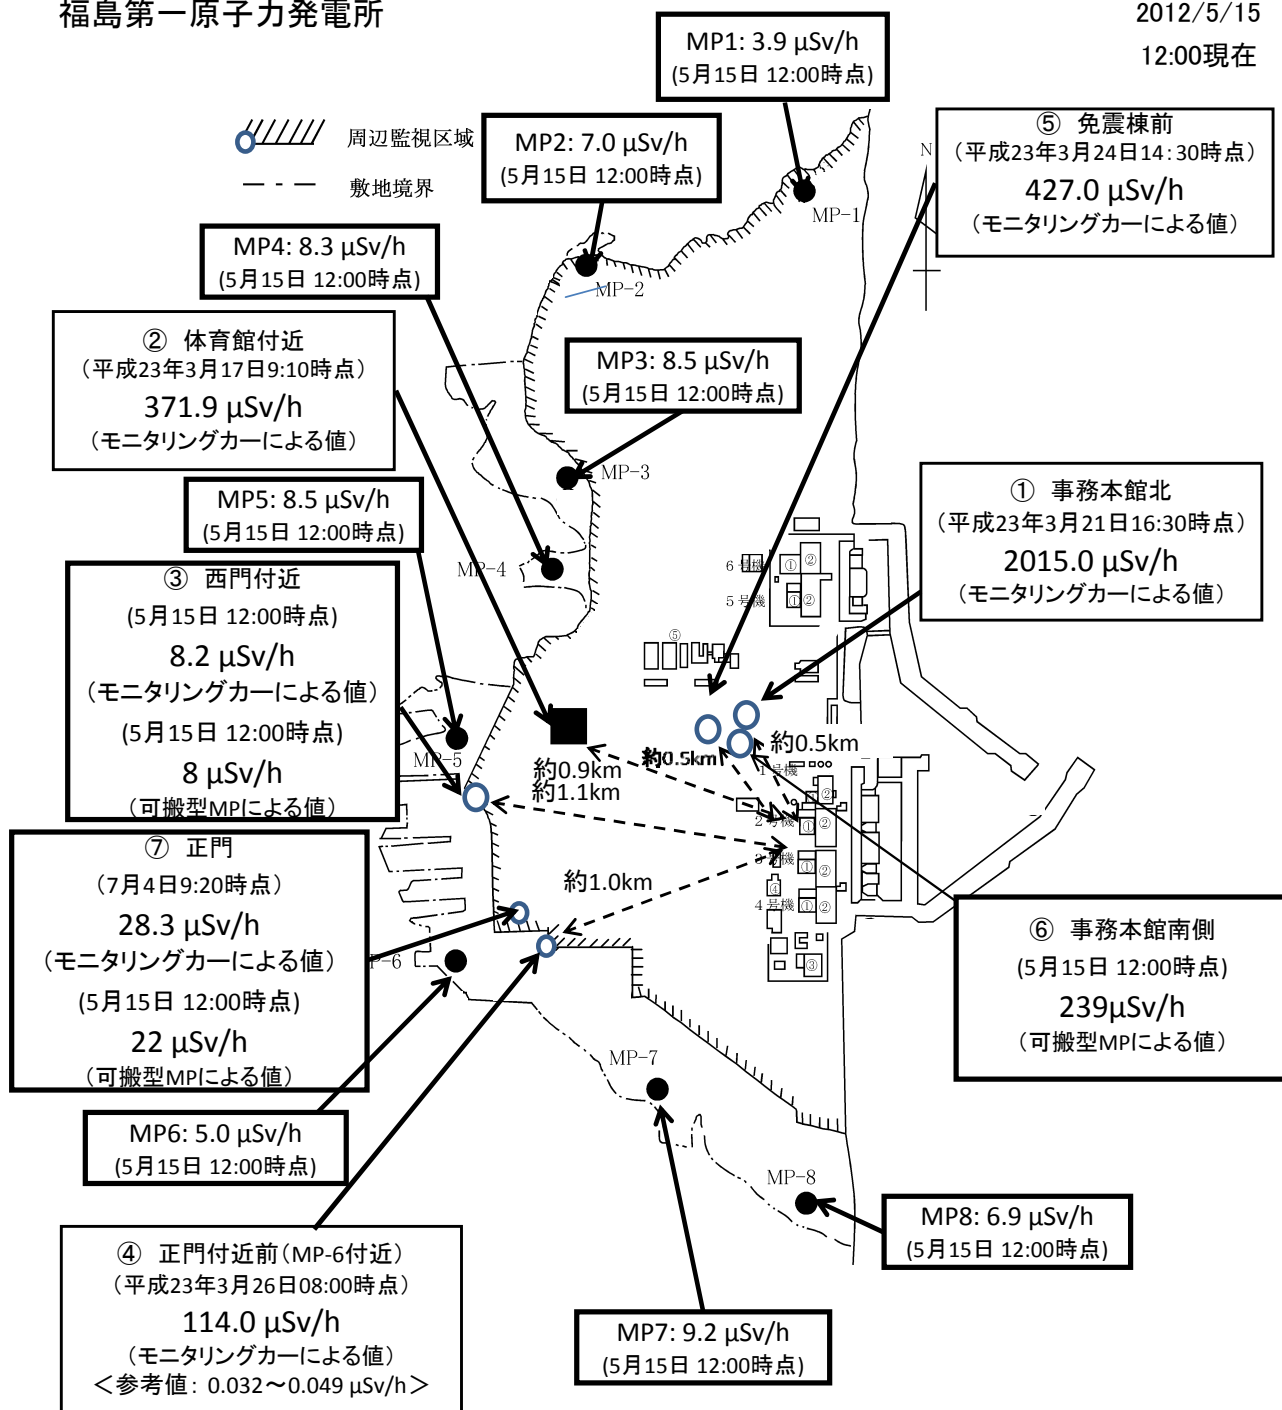 福島第一原子力発電所
2012/5/15
12:00現在
MP1: 3.9 μSv/h
(5月15日 12:00時点)
周辺監視区域
敷地境界
MP2: 7.0 μSv/h
(5月15日 12:00時点)
⑤ 免震棟前
(平成23年3月24日14:30時点)
427.0 μSv/h
(モニタリングカーによる値)
N
MP-1
MP4: 8.3 μSv/h
(5月15日 12:00時点)
MP-2
② 体育館付近
(平成23年3月17日9:10時点)
371.9 μSv/h
(モニタリングカーによる値)
MP3: 8.5 μSv/h
(5月15日 12:00時点)
MP-3
MP5: 8.5 μSv/h
(5月15日 12:00時点)
① 事務本館北
(平成23年3月21日16:30時点)
2015.0 μSv/h
(モニタリングカーによる値)
MP-4
6号機
① ②
5号機
① ②
③ 西門付近
(5月15日 12:00時点)
8.2 μSv/h
(モニタリングカーによる値)
(5月15日 12:00時点)
8 μSv/h
(可搬型MPによる値)
⑤
MP-5
約0.9km
約1.1km
約0.5km
約0.5km
1号機
②
2号機
① ②
3号機
① ②
④
4号機
① ②
③
約1.0km
⑦ 正門
(7月4日9:20時点)
28.3 μSv/h
(モニタリングカーによる値)
(5月15日 12:00時点)
22 μSv/h
(可搬型MPによる値)
P-6
⑥ 事務本館南側
(5月15日 12:00時点)
239μSv/h
(可搬型MPによる値)
MP-7
MP6: 5.0 μSv/h
(5月15日 12:00時点)
MP-8
MP8: 6.9 μSv/h
(5月15日 12:00時点)
④ 正門付近前(MP-6付近)
(平成23年3月26日08:00時点)
114.0 μSv/h
(モニタリングカーによる値)
<参考値: 0.032~0.049 μSv/h>
MP7: 9.2 μSv/h
(5月15日 12:00時点)